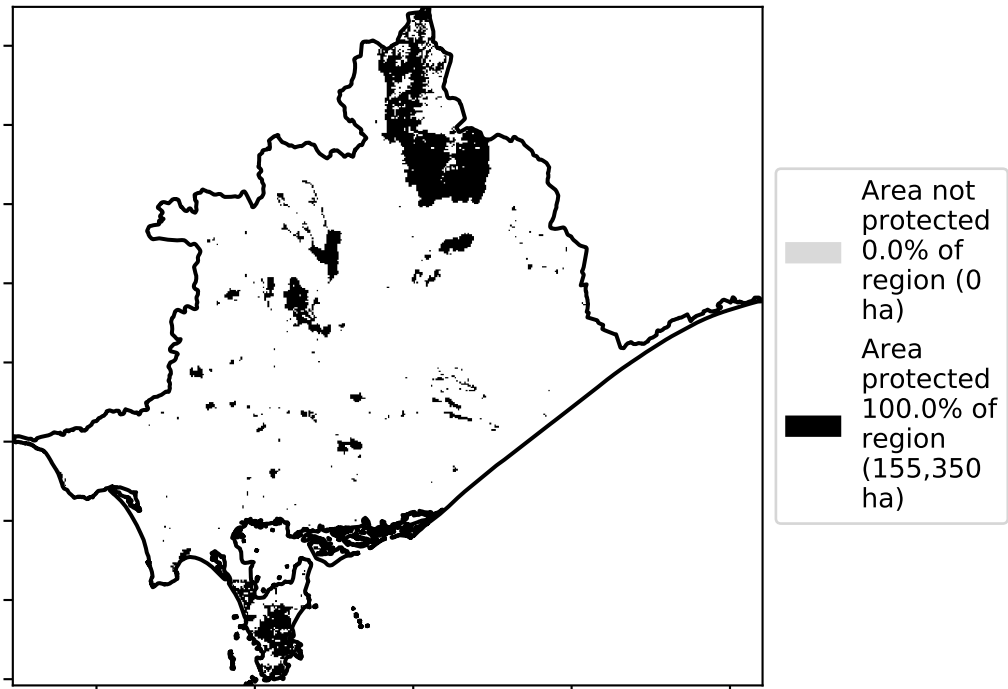 Area not
protected
0.0% of
region (0
ha)
Area
protected
100.0% of
region
(155,350
ha)